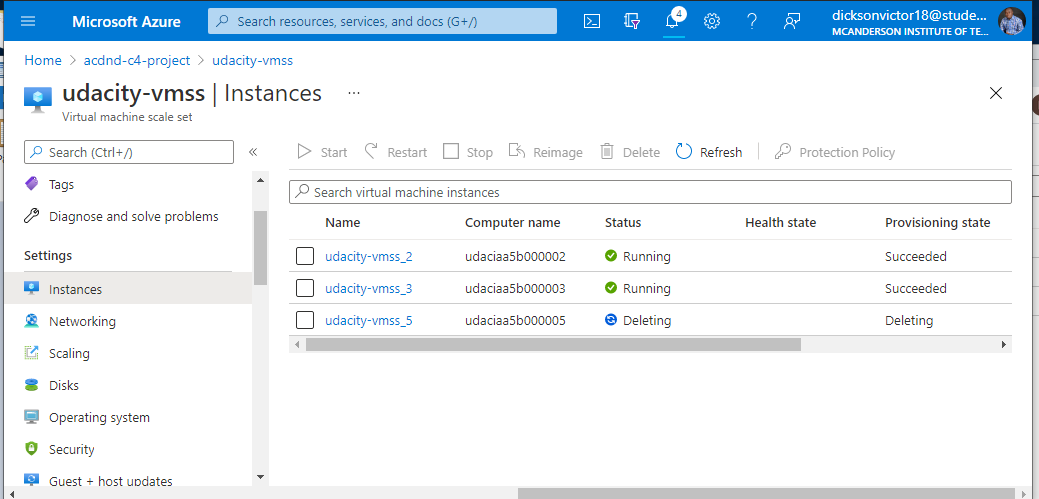 Microsoft Azure
Search resources, services, and docs (G+/)
4
dicksonvictor18@stude...
MCANDERSON INSTITUTE OF TE...
Home > acdnd-c4-project > udacity-vmss
udacity-vmss | Instances ...
Virtual machine scale set
Search (Ctrl+/)
«
Start Restart Stop Reimage Delete Refresh Protection Policy
Tags
Diagnose and solve problems
Settings
Instances
Networking
Scaling
Disks
Operating system
Security
Guest + host updates
Search virtual machine instances
Name Computer name Status Health state Provisioning state
udacity-vmss_2 udaciaa5b000002 Running Succeeded
udacity-vmss_3 udaciaa5b000003 Running Succeeded
udacity-vmss_5 udaciaa5b000005 Deleting Deleting